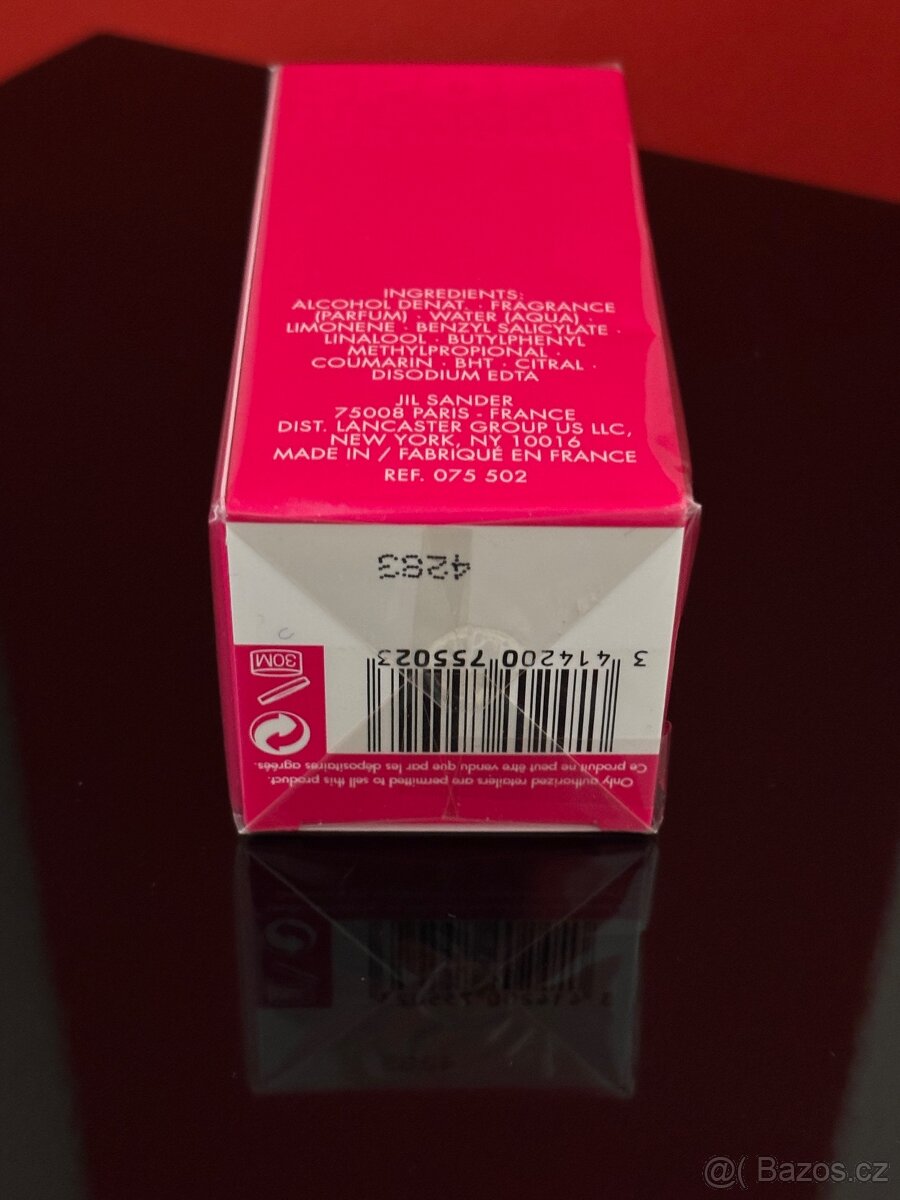 INGREDIENTS:
ALCOHOL DENAT. · FRAGRANCE
(PARFUM) · WATER (AQUA) ·
LIMONENE · BENZYL SALICYLATE ·
LINALOOL · BUTYLPHENYL
METHYLPROPIONAL ·
COUMARIN · BHT · CITRAL ·
DISODIUM EDTA
JIL SANDER
75008 PARIS - FRANCE
DIST. LANCASTER GROUP US LLC,
NEW YORK, NY 10016
MADE IN / FABRIQUÉ EN FRANCE
REF. 075 502
4283
30M
3 414200 755023
Only authorized retailers are permitted to sell this product.
Ce produit ne peut être vendu que par les dépositaires agréés.
@( Bazos.cz